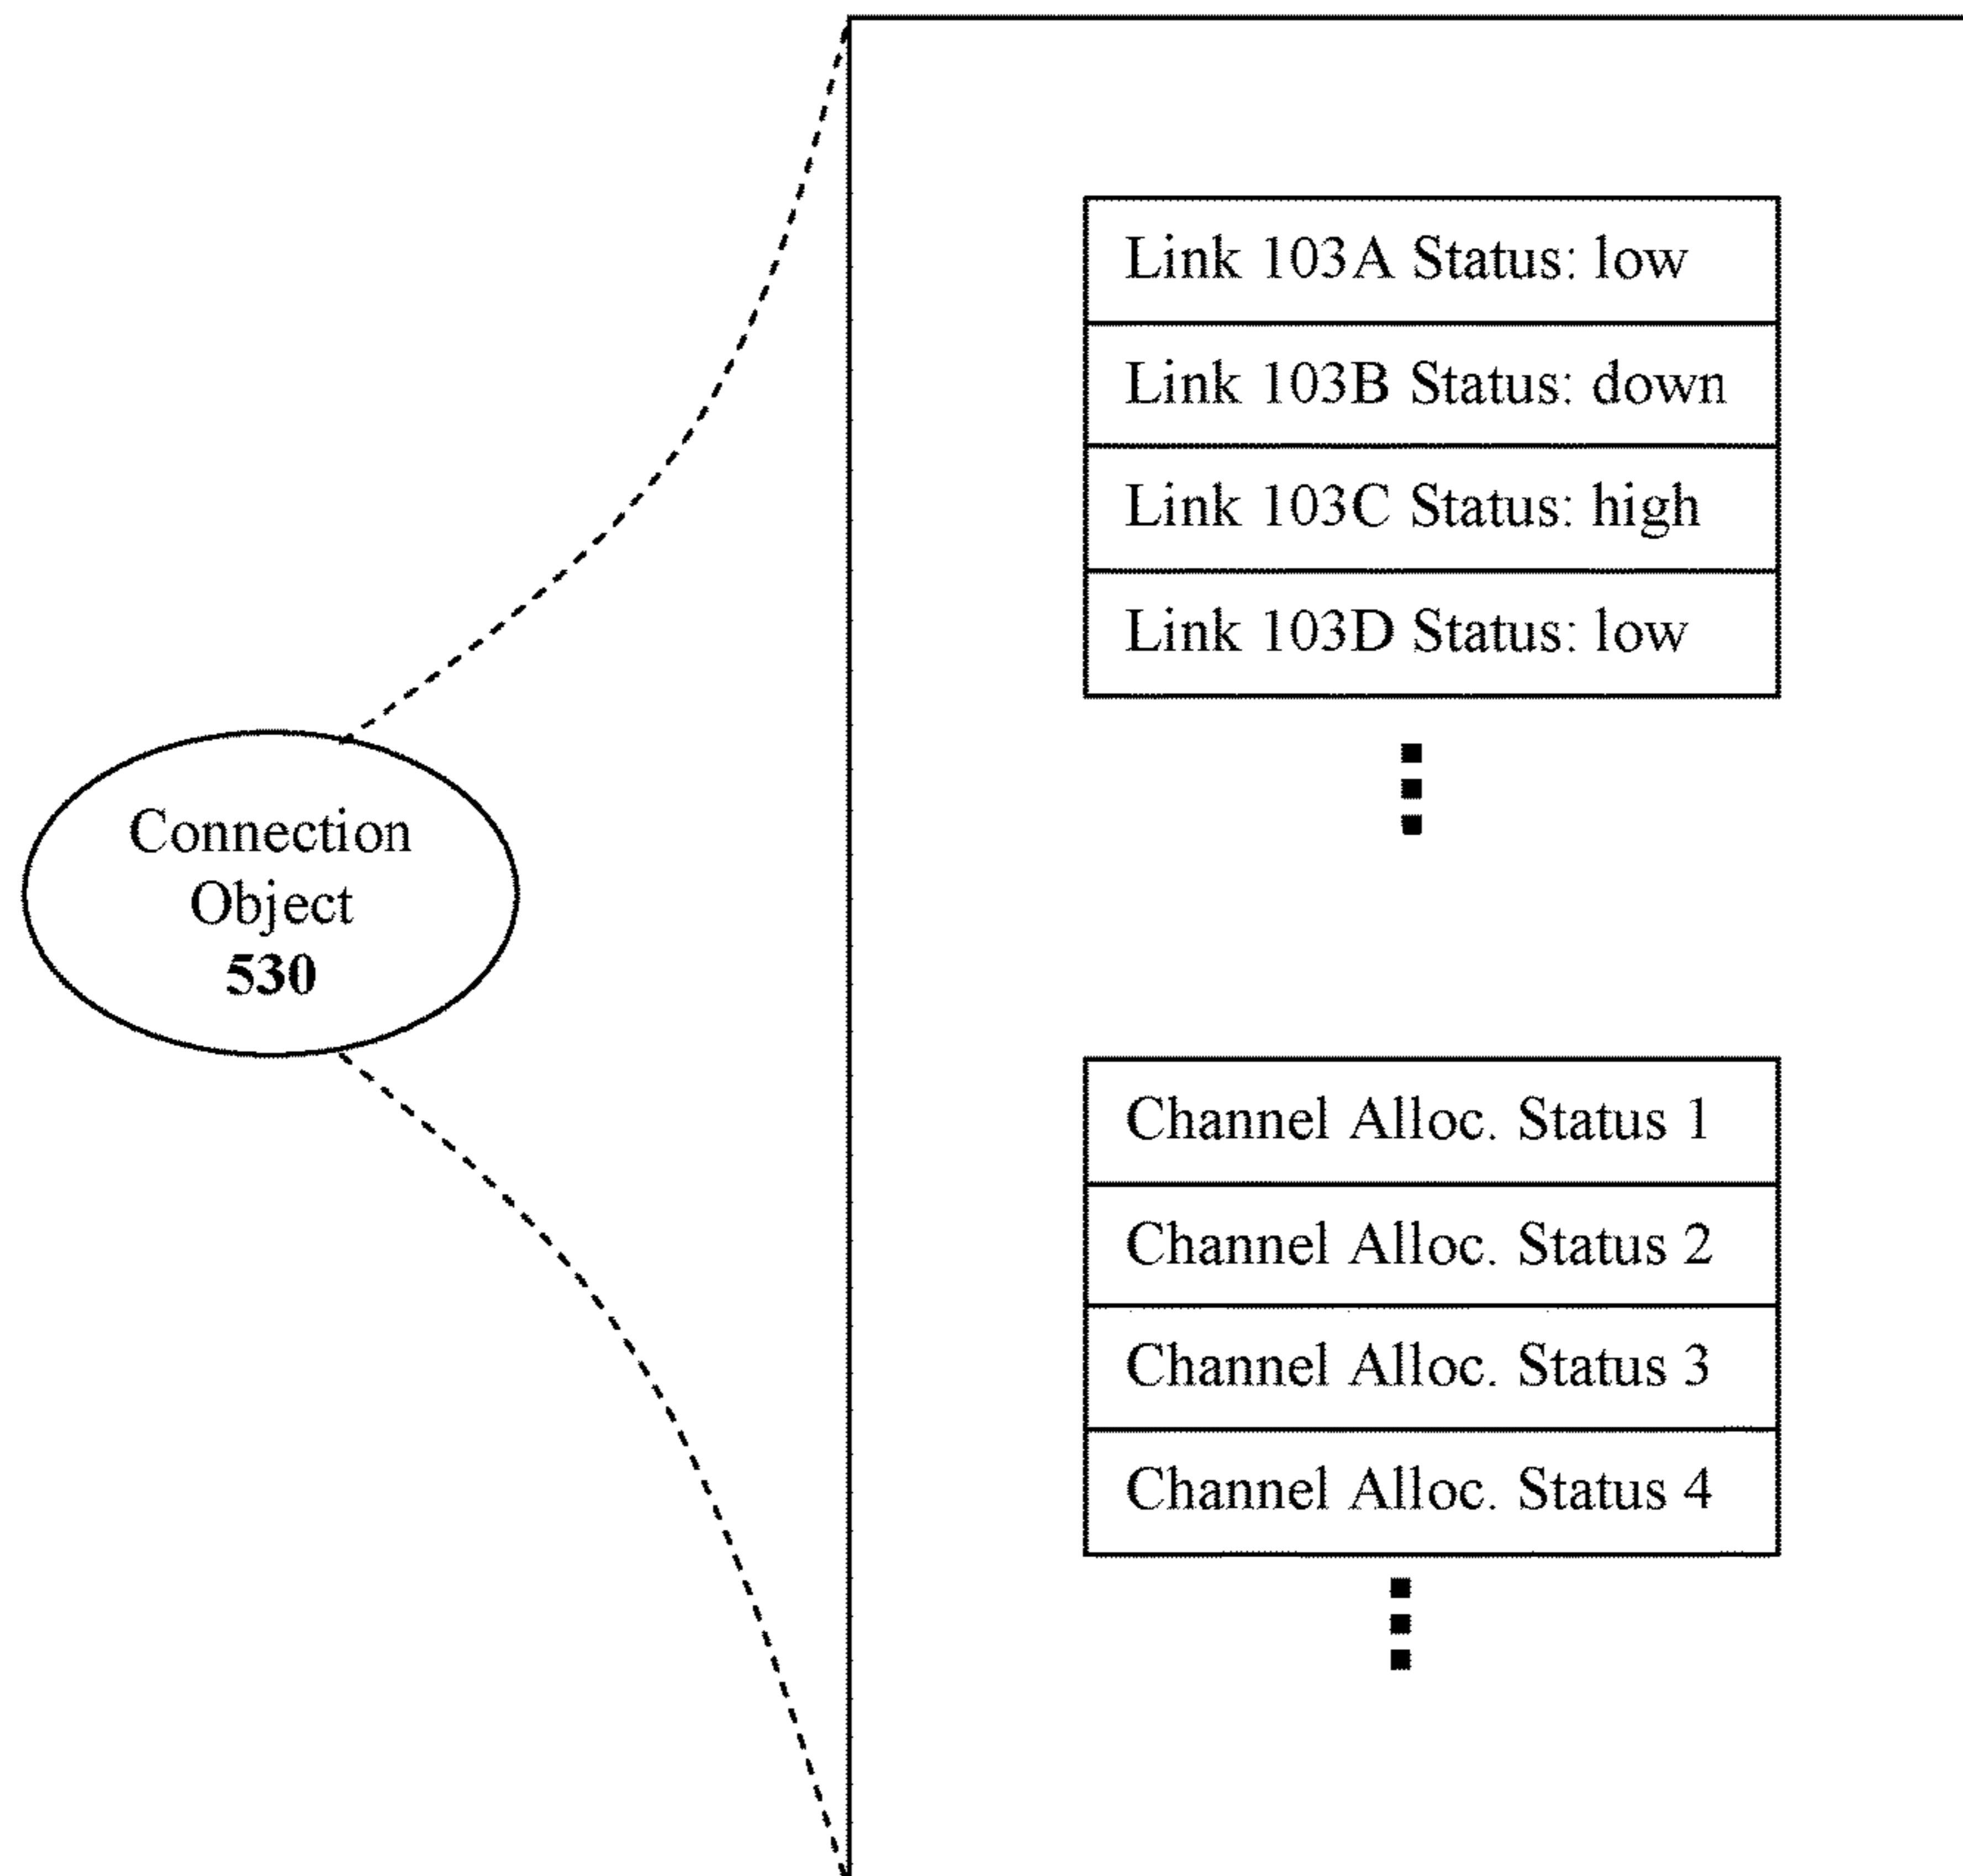 Link 103A Status: low
Link 103B Status: down
Link 103C Status: high
Link 103D Status: low
Connection
Object
530
Channel Alloc. Status 1
Channel Alloc. Status 2
Channel Alloc. Status 3
Channel Alloc. Status 4